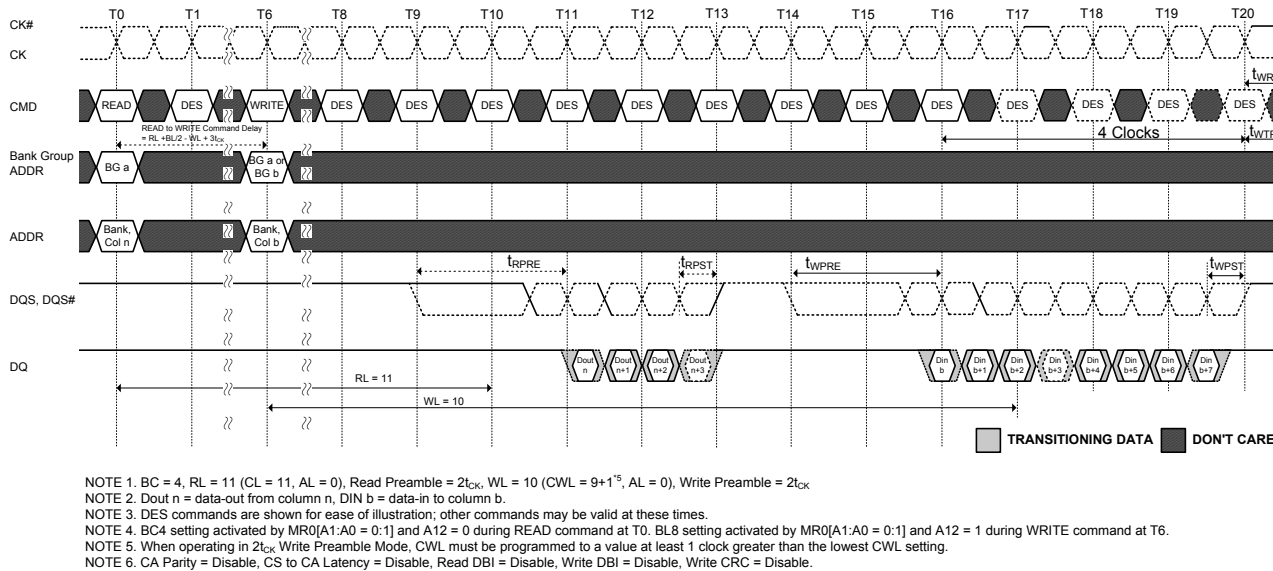 T0 T1 T6 T8 T9 T10 T11 T12 T13 T14 T15 T16 T17 T18 T19 T20
CK#
CK
tWR
CMD READ DES WRITE DES DES DES DES DES DES DES DES DES DES DES DES DES
READ to WRITE Command Delay
= RL +BL/2 - WL + 3tCK
4 Clocks
tWTR
Bank Group
ADDR
BG a
BG a or
BG b
ADDR
Bank,
Col n
Bank,
Col b
tRPRE tRPST tWPRE tWPST
DQS, DQS#
DQ
Dout
n
Dout
n+1
Dout
n+2
Dout
n+3
Din
b
Din
b+1
Din
b+2
Din
b+3
Din
b+4
Din
b+5
Din
b+6
Din
b+7
RL = 11
WL = 10
TRANSITIONING DATA DON'T CARE
NOTE 1. BC = 4, RL = 11 (CL = 11, AL = 0), Read Preamble = 2tCK, WL = 10 (CWL = 9+1*5, AL = 0), Write Preamble = 2tCK
NOTE 2. Dout n = data-out from column n, DIN b = data-in to column b.
NOTE 3. DES commands are shown for ease of illustration; other commands may be valid at these times.
NOTE 4. BC4 setting activated by MR0[A1:A0 = 0:1] and A12 = 0 during READ command at T0. BL8 setting activated by MR0[A1:A0 = 0:1] and A12 = 1 during WRITE command at T6.
NOTE 5. When operating in 2tCK Write Preamble Mode, CWL must be programmed to a value at least 1 clock greater than the lowest CWL setting.
NOTE 6. CA Parity = Disable, CS to CA Latency = Disable, Read DBI = Disable, Write DBI = Disable, Write CRC = Disable.